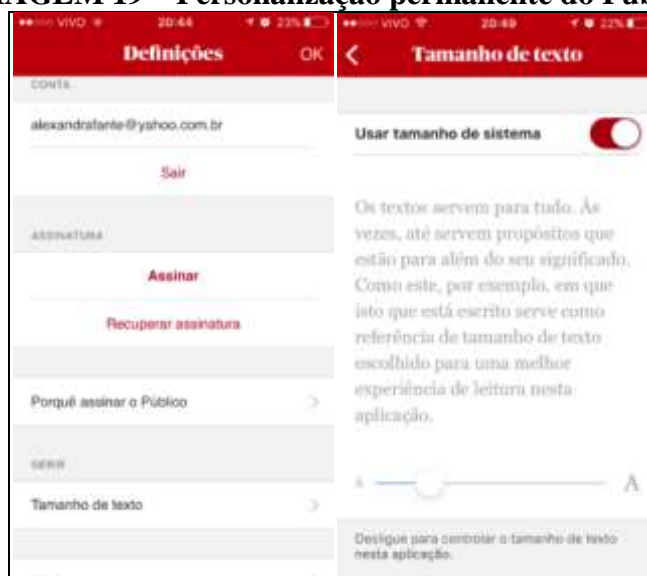 AGEM 19 – Personalização permanente do Púb
VIVO 20:44 23%
Definições OK
CONTA
alexandrafante@yahoo.com.br
Sair
ASSINATURA
Assinar
Recuperar assinatura
Porquê assinar o Público
GERIR
Tamanho de texto
VIVO 20:49 22%
Tamanho de texto
Usar tamanho de sistema
Os textos servem para tudo. Às
vezes, até servem propósitos que
estão para além do seu significado.
Como este, por exemplo, em que
isto que está escrito serve como
referência de tamanho de texto
escolhido para uma melhor
experiência de leitura nesta
aplicação.
A A
Desligue para controlar o tamanho de texto
nesta aplicação.